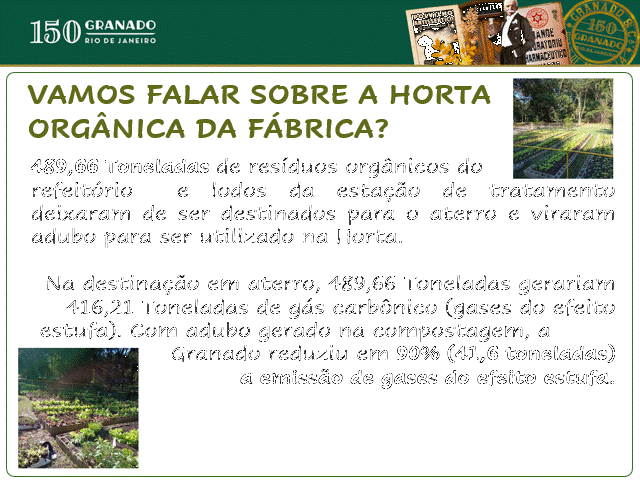 150 GRANADO
RIO DE JANEIRO
GRANADO & C.
150
GRANADO
VAMOS FALAR SOBRE A HORTA
ORGÂNICA DA FÁBRICA?
489,66 Toneladas de resíduos orgânicos do
refeitório e lodos da estação de tratamento
deixaram de ser destinados para o aterro e viraram
adubo para ser utilizado na Horta.
Na destinação em aterro, 489,66 Toneladas gerariam
416,21 Toneladas de gás carbônico (gases do efeito
estufa). Com adubo gerado na compostagem, a
Granado reduziu em 90% (41,6 toneladas)
a emissão de gases do efeito estufa.